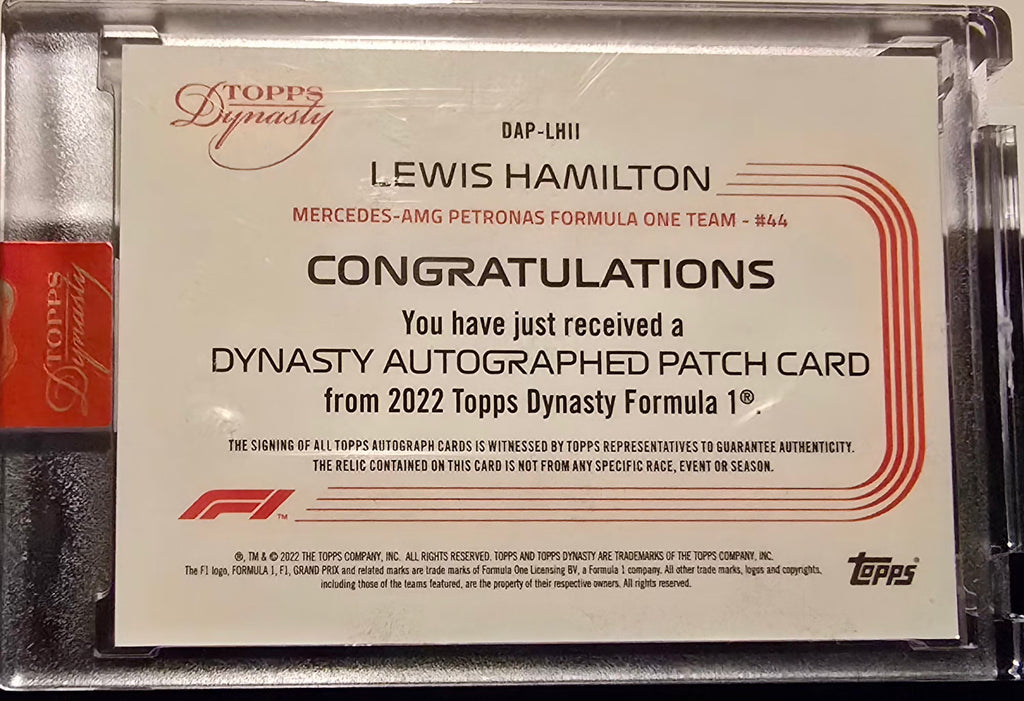 TOPPS
Dynasty
DAP-LHII
LEWIS HAMILTON
MERCEDES-AMG PETRONAS FORMULA ONE TEAM - #44
CONGRATULATIONS
You have just received a
DYNASTY AUTOGRAPHED PATCH CARD
from 2022 Topps Dynasty Formula 1®.
THE SIGNING OF ALL TOPPS AUTOGRAPH CARDS IS WITNESSED BY TOPPS REPRESENTATIVES TO GUARANTEE AUTHENTICITY.
THE RELIC CONTAINED ON THIS CARD IS NOT FROM ANY SPECIFIC RACE, EVENT OR SEASON.
F1™
®, TM & © 2022 THE TOPPS COMPANY, INC. ALL RIGHTS RESERVED. TOPPS AND TOPPS DYNASTY ARE TRADEMARKS OF THE TOPPS COMPANY, INC.
The F1 logo, FORMULA 1, F1, GRAND PRIX and related marks are trade marks of Formula One Licensing BV, a Formula 1 company. All other trade marks, logos and copyrights,
including those of the teams featured, are the property of their respective owners. All rights reserved.
Topps®
TOPPS
Dynasty